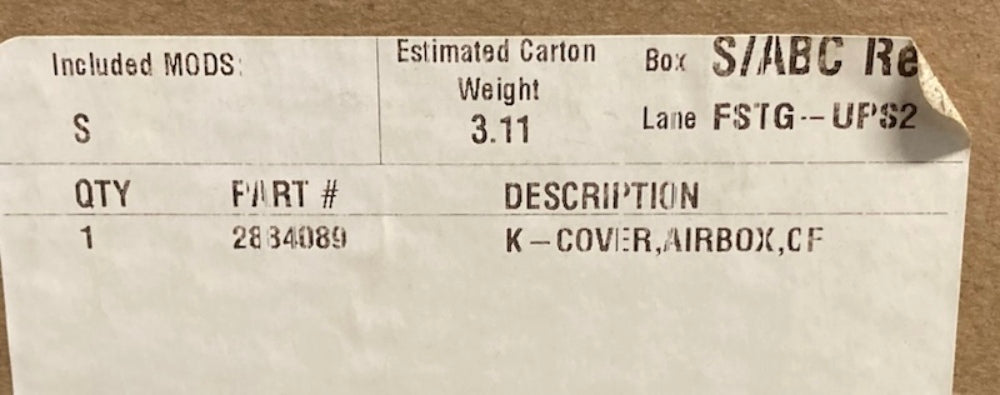 Included MODS:
S
Estimated Carton
Weight
3.11
Box S/ABC Re
Lane FSTG--UPS2
QTY PART # DESCRIPTION
1 2884089 K-COVER,AIRBOX,CF